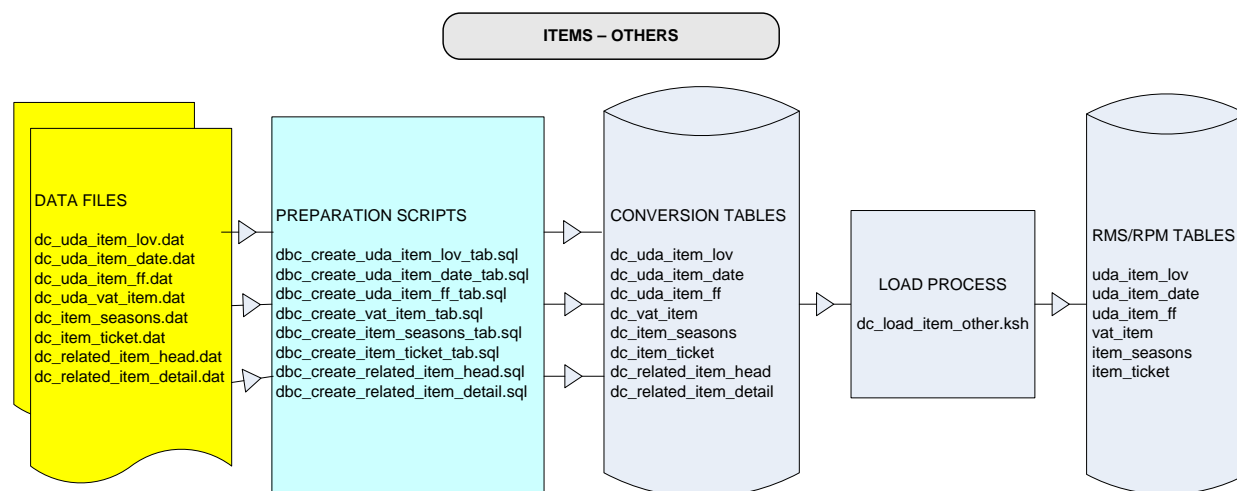 ITEMS – OTHERS
DATA FILES
dc_uda_item_lov.dat
dc_uda_item_date.dat
dc_uda_item_ff.dat
dc_uda_vat_item.dat
dc_item_seasons.dat
dc_item_ticket.dat
dc_related_item_head.dat
dc_related_item_detail.dat
PREPARATION SCRIPTS
dbc_create_uda_item_lov_tab.sql
dbc_create_uda_item_date_tab.sql
dbc_create_uda_item_ff_tab.sql
dbc_create_vat_item_tab.sql
dbc_create_item_seasons_tab.sql
dbc_create_item_ticket_tab.sql
dbc_create_related_item_head.sql
dbc_create_related_item_detail.sql
CONVERSION TABLES
dc_uda_item_lov
dc_uda_item_date
dc_uda_item_ff
dc_vat_item
dc_item_seasons
dc_item_ticket
dc_related_item_head
dc_related_item_detail
LOAD PROCESS
dc_load_item_other.ksh
RMS/RPM TABLES
uda_item_lov
uda_item_date
uda_item_ff
vat_item
item_seasons
item_ticket